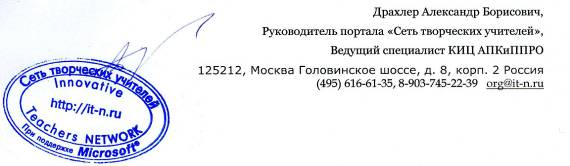 Драхлер Александр Борисович,
Руководитель портала «Сеть творческих учителей»,
Ведущий специалист КИЦ АПКиППРО
125212, Москва Головинское шоссе, д. 8, корп. 2 Россия
(495) 616-61-35, 8-903-745-22-39 org@it-n.ru
Сеть творческих учителей
Innovative
http://it-n.ru
Teachers NETWORK
При поддержке Microsoft®